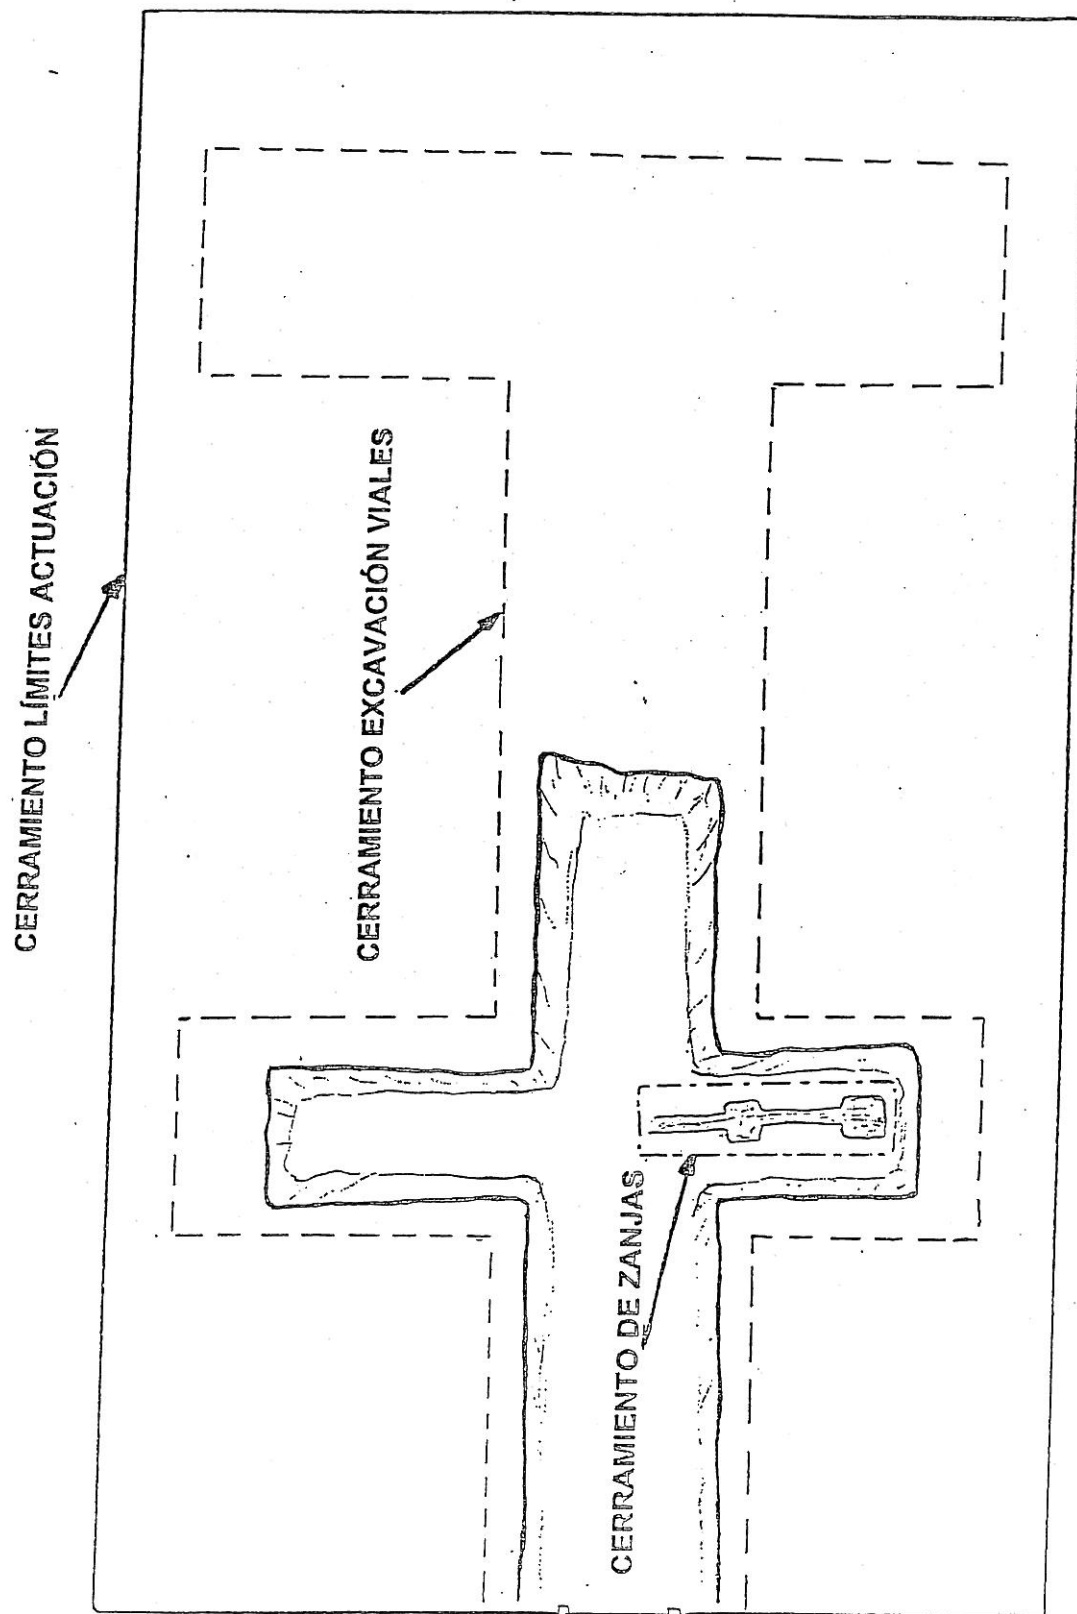 CERRAMIENTO LÍMITES ACTUACIÓN
CERRAMIENTO EXCAVACIÓN VIALES
CERRAMIENTO DE ZANJAS